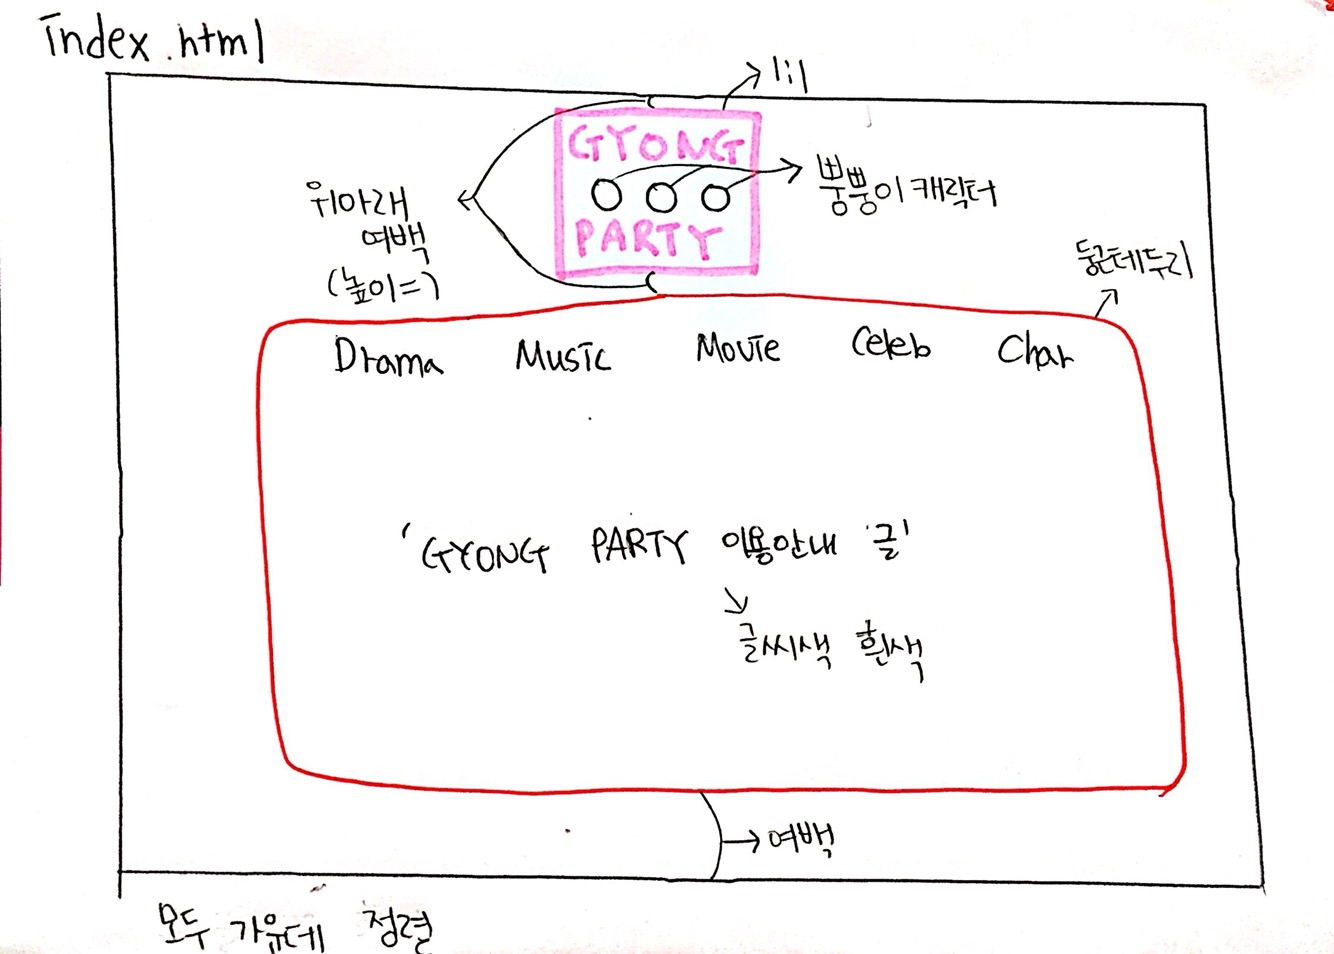 index.html
1:1
GYONG
PARTY
뿡뿡이 캐릭터
위아래
여백
(높이=)
둥근테두리
Drama Music Movie Celeb Char
'GYONG PARTY 이용안내 글'
글씨색 흰색
여백
모두 가운데 정렬